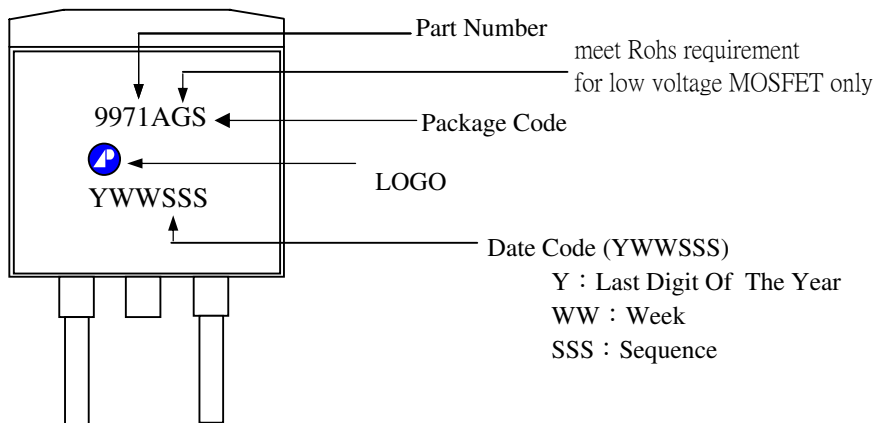 Part Number
meet Rohs requirement
for low voltage MOSFET only
9971AGS
Package Code
LOGO
YWWSSS
Date Code (YWWSSS)
Y：Last Digit Of The Year
WW：Week
SSS：Sequence